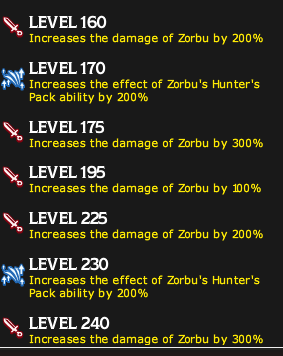 LEVEL 160
Increases the damage of Zorbu by 200%
LEVEL 170
Increases the effect of Zorbu's Hunter's
Pack ability by 200%
LEVEL 175
Increases the damage of Zorbu by 300%
LEVEL 195
Increases the damage of Zorbu by 100%
LEVEL 225
Increases the damage of Zorbu by 200%
LEVEL 230
Increases the effect of Zorbu's Hunter's
Pack ability by 200%
LEVEL 240
Increases the damage of Zorbu by 300%